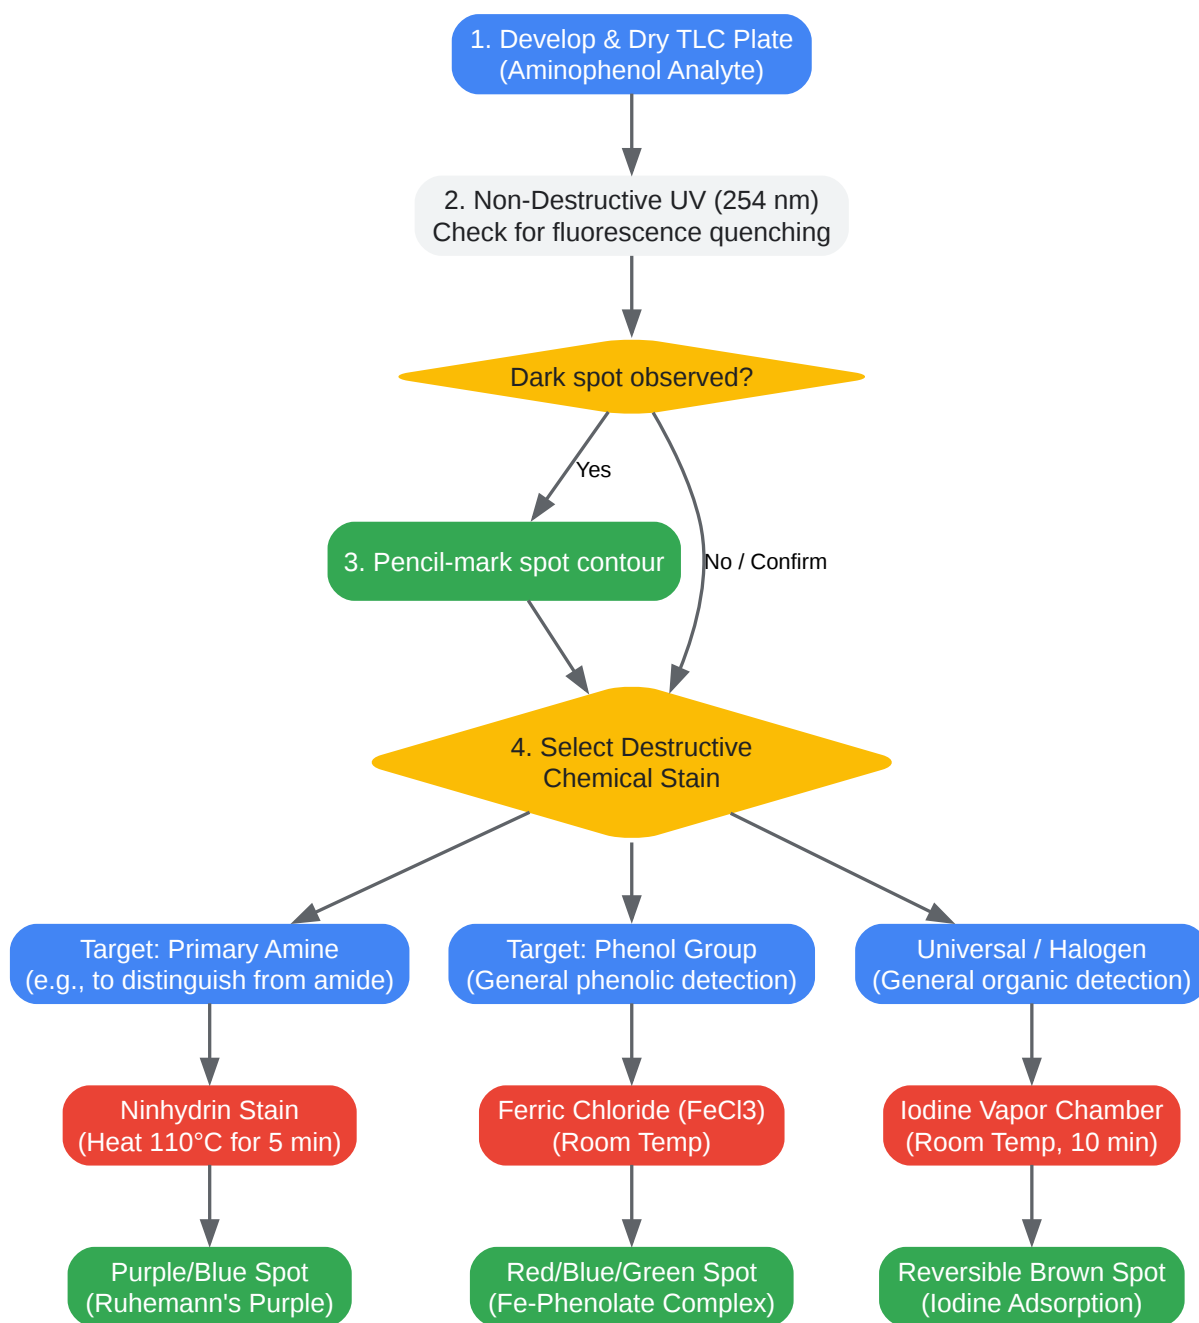 1. Develop & Dry TLC Plate
(Aminophenol Analyte)
2. Non-Destructive UV (254 nm)
Check for fluorescence quenching
Dark spot observed?
Yes
3. Pencil-mark spot contour
No / Confirm
4. Select Destructive
Chemical Stain
Target: Primary Amine
(e.g., to distinguish from amide)
Target: Phenol Group
(General phenolic detection)
Universal / Halogen
(General organic detection)
Ninhydrin Stain
(Heat 110°C for 5 min)
Ferric Chloride (FeCl3)
(Room Temp)
Iodine Vapor Chamber
(Room Temp, 10 min)
Purple/Blue Spot
(Ruhemann's Purple)
Red/Blue/Green Spot
(Fe-Phenolate Complex)
Reversible Brown Spot
(Iodine Adsorption)